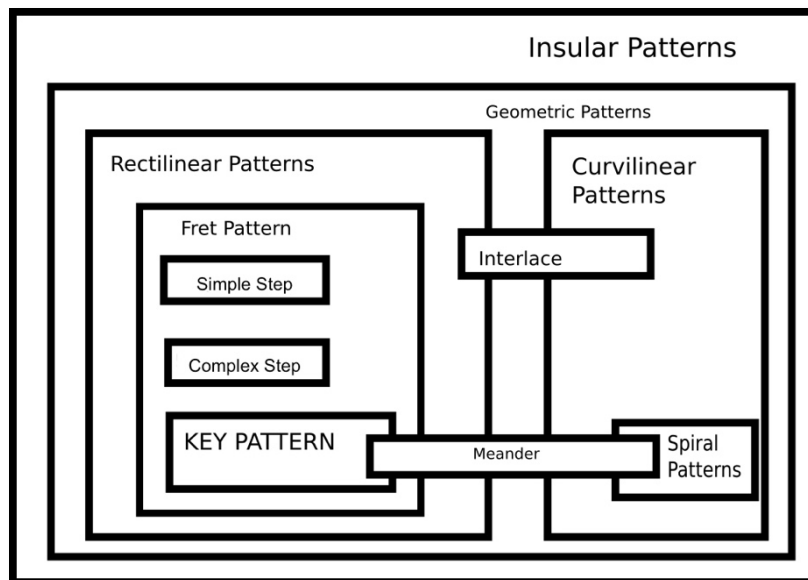 Insular Patterns
Geometric Patterns
Rectilinear Patterns
Curvilinear
Patterns
Fret Pattern
Interlace
Simple Step
Complex Step
KEY PATTERN
Meander
Spiral
Patterns